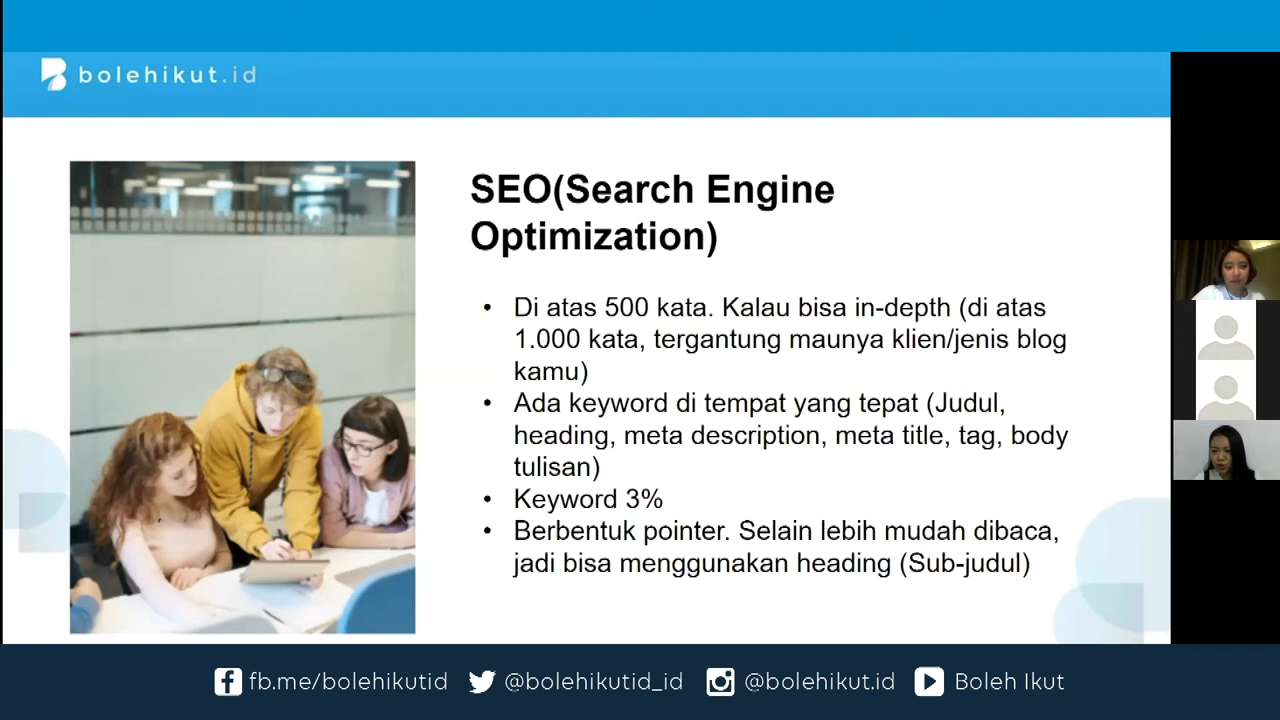 bolehikut.id
SEO(Search Engine
Optimization)
• Di atas 500 kata. Kalau bisa in-depth (di atas
1.000 kata, tergantung maunya klien/jenis blog
kamu)
• Ada keyword di tempat yang tepat (Judul,
heading, meta description, meta title, tag, body
tulisan)
• Keyword 3%
• Berbentuk pointer. Selain lebih mudah dibaca,
jadi bisa menggunakan heading (Sub-judul)
fb.me/bolehikutid @bolehikutid_id @bolehikut.id Boleh Ikut